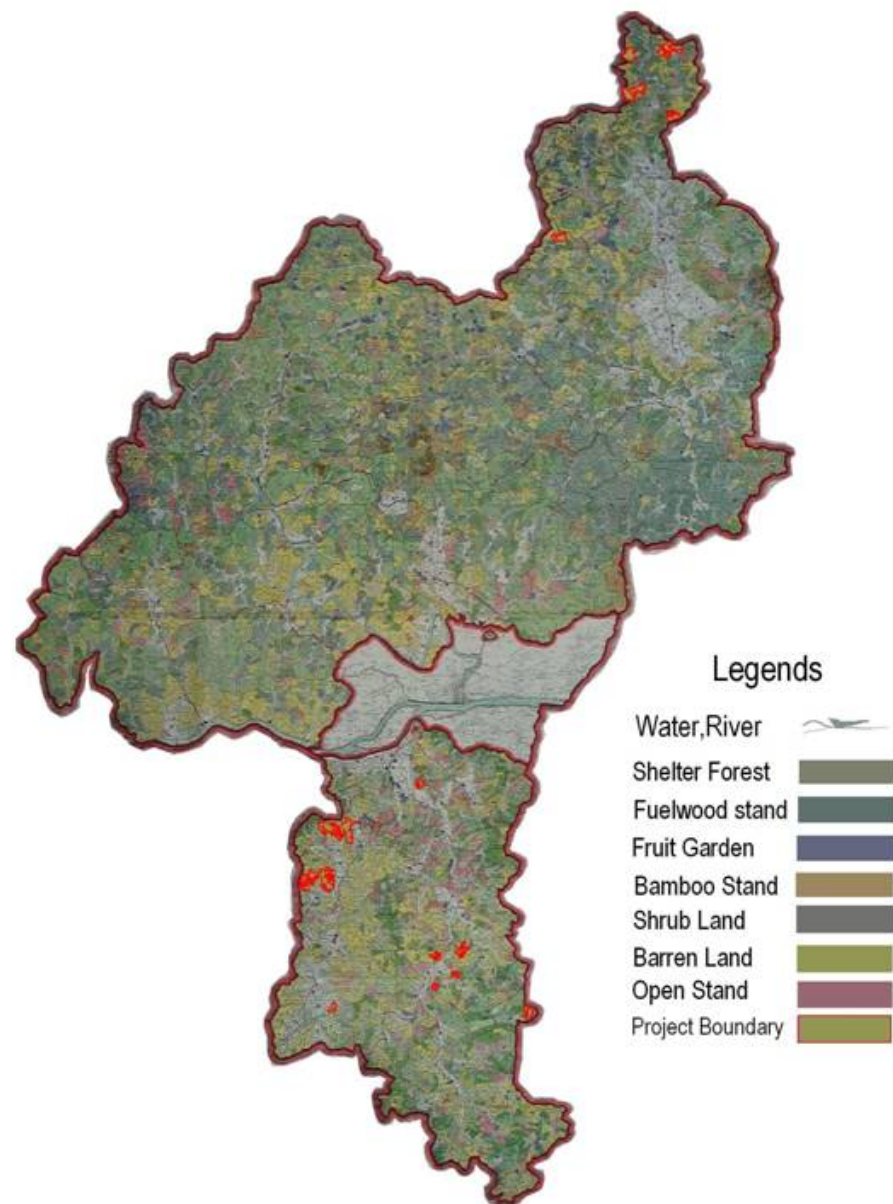 Legends
Water,River
Shelter Forest
Fuelwood stand
Fruit Garden
Bamboo Stand
Shrub Land
Barren Land
Open Stand
Project Boundary